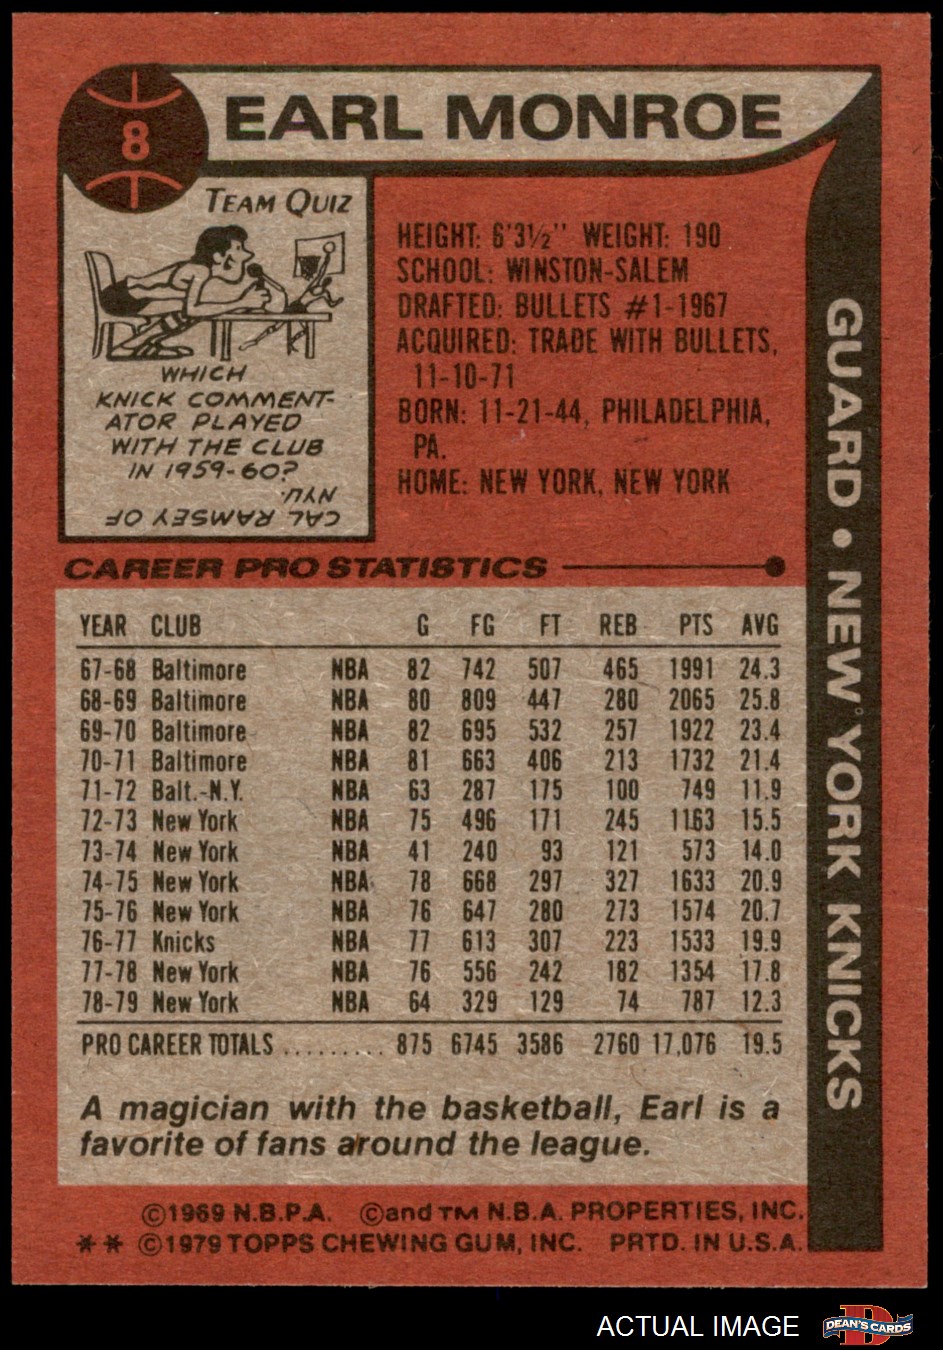 8
EARL MONROE
TEAM QUIZ
WHICH
KNICK COMMENT-
ATOR PLAYED
WITH THE CLUB
IN 1959-60?
CAL RAMSEY OF
NYU.
HEIGHT: 6'3½" WEIGHT: 190
SCHOOL: WINSTON-SALEM
DRAFTED: BULLETS #1-1967
ACQUIRED: TRADE WITH BULLETS,
11-10-71
BORN: 11-21-44, PHILADELPHIA,
PA.
HOME: NEW YORK, NEW YORK
GUARD • NEW YORK KNICKS
CAREER PRO STATISTICS
YEAR CLUB G FG FT REB PTS AVG
67-68 Baltimore NBA 82 742 507 465 1991 24.3
68-69 Baltimore NBA 80 809 447 280 2065 25.8
69-70 Baltimore NBA 82 695 532 257 1922 23.4
70-71 Baltimore NBA 81 663 406 213 1732 21.4
71-72 Balt.-N.Y. NBA 63 287 175 100 749 11.9
72-73 New York NBA 75 496 171 245 1163 15.5
73-74 New York NBA 41 240 93 121 573 14.0
74-75 New York NBA 78 668 297 327 1633 20.9
75-76 New York NBA 76 647 280 273 1574 20.7
76-77 Knicks NBA 77 613 307 223 1533 19.9
77-78 New York NBA 76 556 242 182 1354 17.8
78-79 New York NBA 64 329 129 74 787 12.3
PRO CAREER TOTALS ......... 875 6745 3586 2760 17,076 19.5
A magician with the basketball, Earl is a
favorite of fans around the league.
©1969 N.B.P.A. ©and TM N.B.A. PROPERTIES, INC.
** ©1979 TOPPS CHEWING GUM, INC. PRTD. IN U.S.A.
ACTUAL IMAGE
DEAN'S CARDS